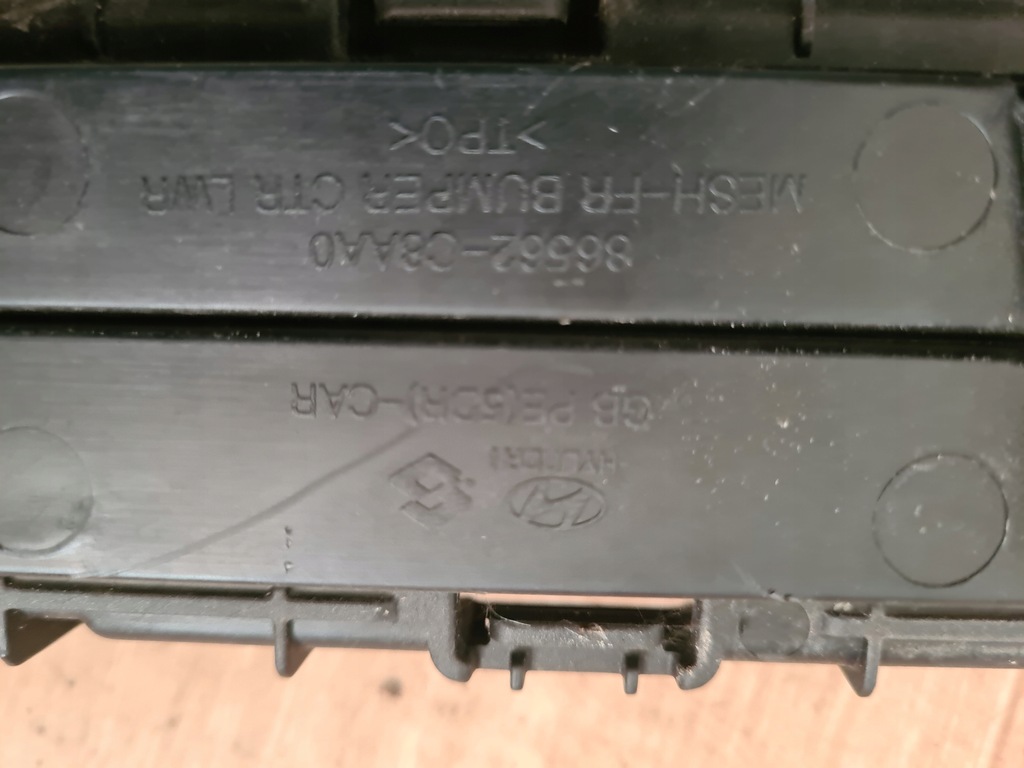 GB PE(5DR)-CAR
86562-C8AA0
MESH-FR BUMPER CTR LWR
>TPO<